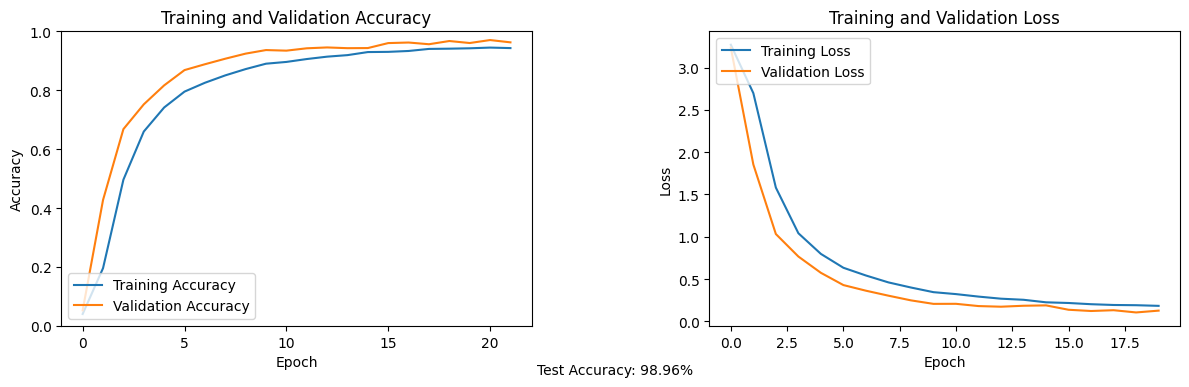 Training and Validation Accuracy
1.0
0.8
0.6
0.4
0.2
0.0
Accuracy
Training Accuracy
Validation Accuracy
0 5 10 15 20
Epoch
Training and Validation Loss
3.0
2.5
2.0
1.5
1.0
0.5
0.0
Loss
Training Loss
Validation Loss
0.0 2.5 5.0 7.5 10.0 12.5 15.0 17.5
Epoch
Test Accuracy: 98.96%